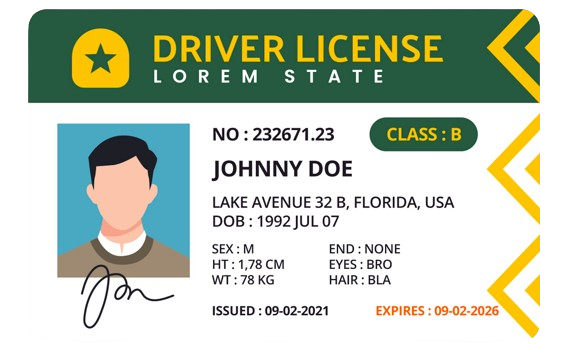 DRIVER LICENSE
LOREM STATE
NO : 232671.23 CLASS : B
JOHNNY DOE
LAKE AVENUE 32 B, FLORIDA, USA
DOB : 1992 JUL 07
SEX : M END : NONE
HT : 1,78 CM EYES : BRO
WT : 78 KG HAIR : BLA
ISSUED : 09-02-2021 EXPIRES : 09-02-2026